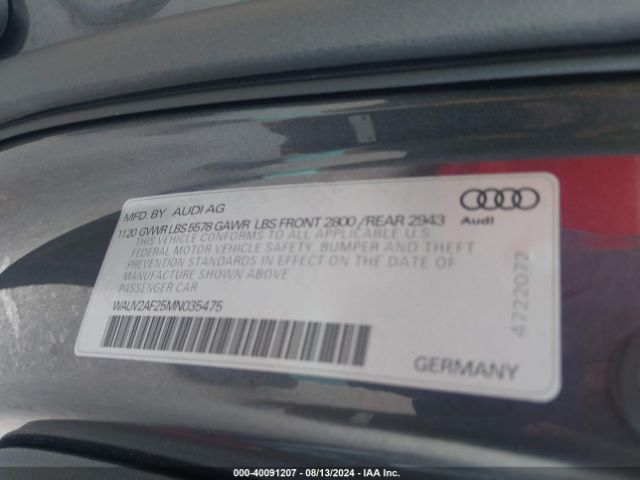 MFD. BY AUDI AG
11 20 GVWR LBS 5578 GAWR LBS FRONT 2800 / REAR 2943
THIS VEHICLE CONFORMS TO ALL APPLICABLE U.S.
FEDERAL MOTOR VEHICLE SAFETY, BUMPER AND THEFT
PREVENTION STANDARDS IN EFFECT ON THE DATE OF
MANUFACTURE SHOWN ABOVE
PASSENGER CAR
WAUV2AF25MN035475
Audi
4722072
GERMANY
000-40091207 - 08/13/2024 - IAA Inc.